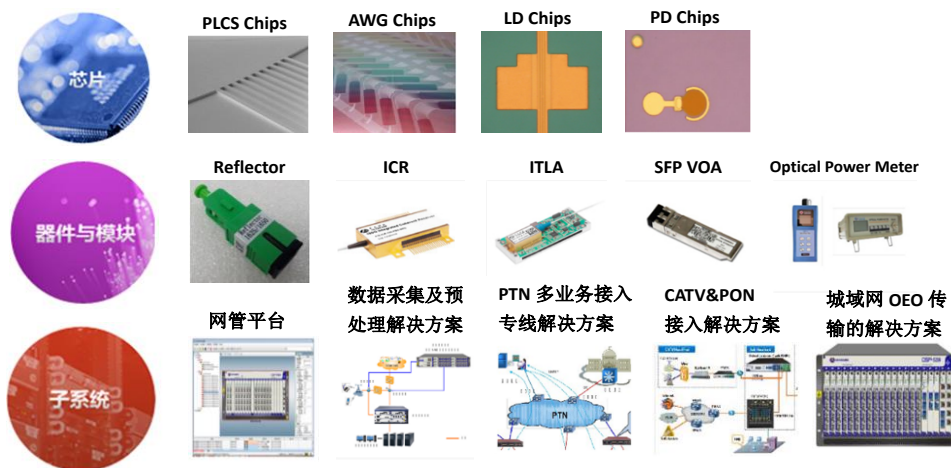 PLCS Chips
AWG Chips
LD Chips
PD Chips
芯片
Reflector
ICR
ITLA
SFP VOA
Optical Power Meter
器件与模块
网管平台
数据采集及预
处理解决方案
PTN 多业务接入
专线解决方案
CATV&PON
接入解决方案
城域网 OEO 传
输的解决方案
子系统
PTN